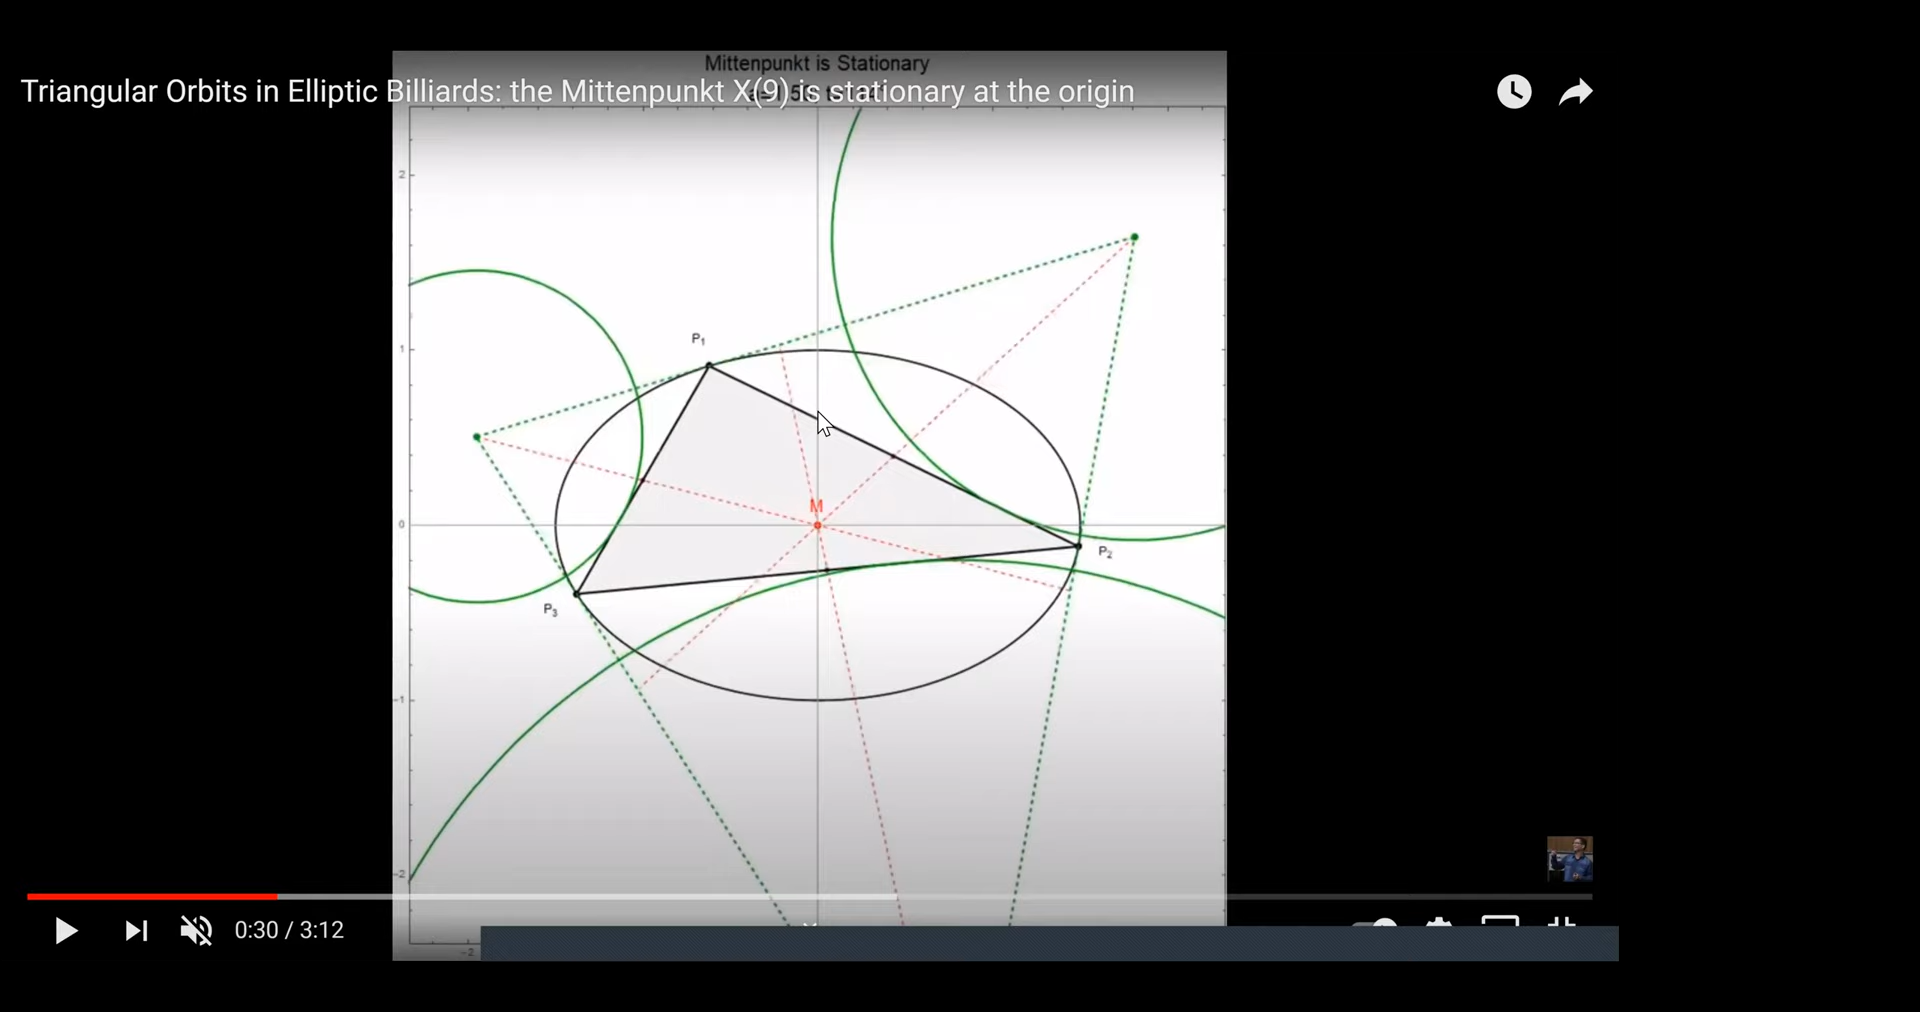 Mittenpunkt is Stationary
Triangular Orbits in Elliptic Billiards: the Mittenpunkt X(9) is stationary at the origin
2
P1
1
M
0
P2
P3
-1
-2
0:30 / 3:12
-2